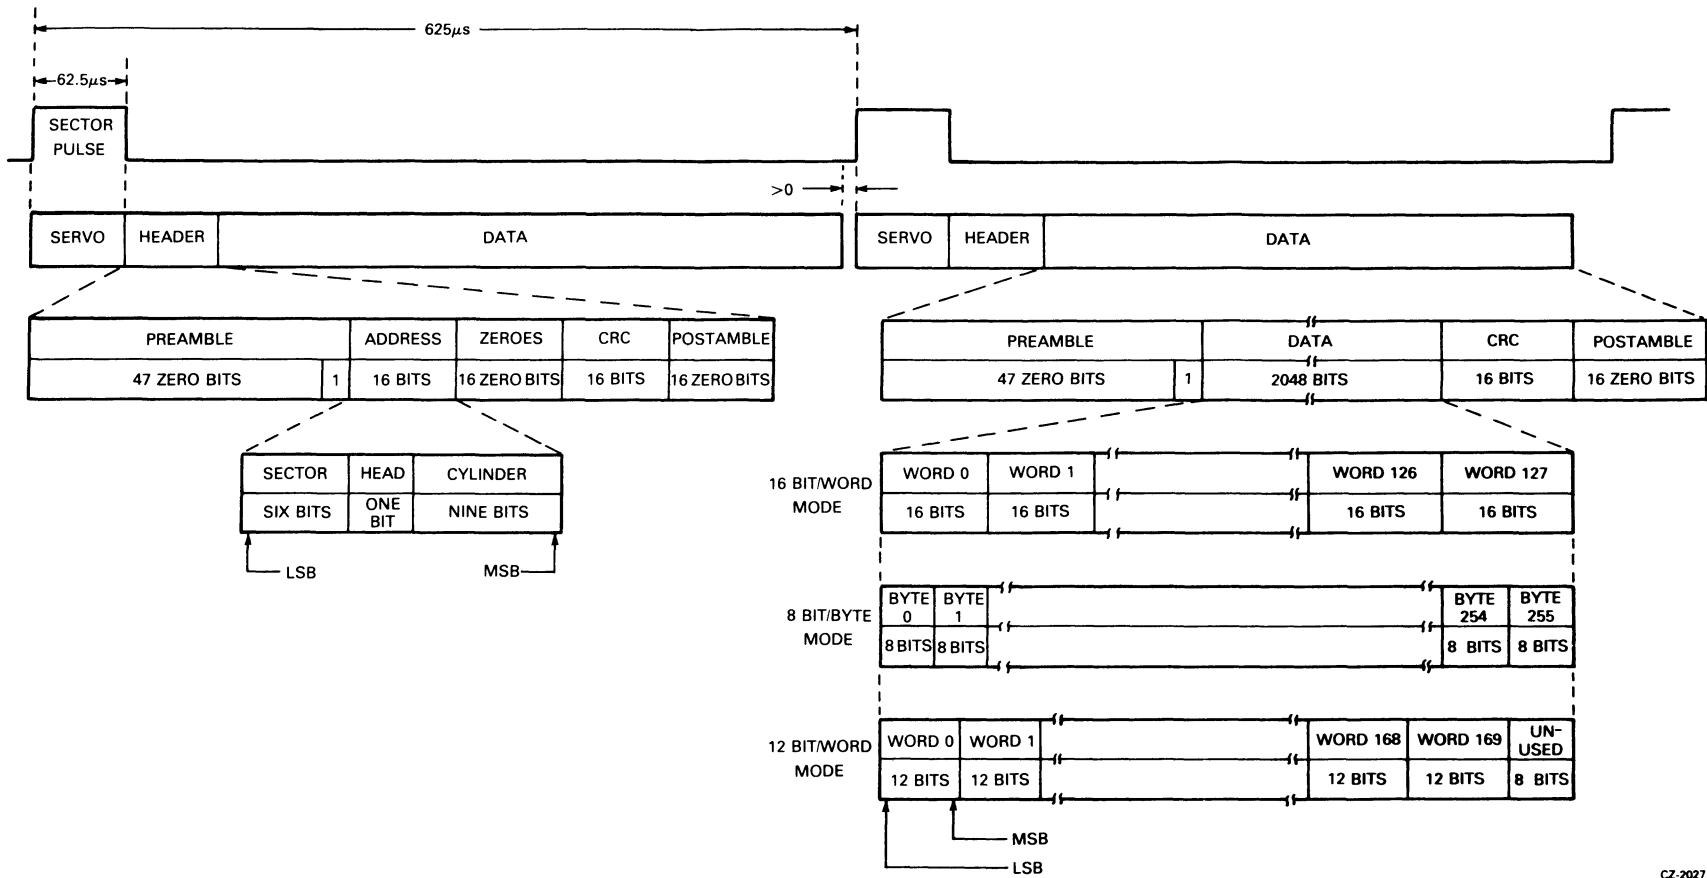 625μs
62.5μs
SECTOR
PULSE
>0
SERVO HEADER DATA SERVO HEADER DATA
PREAMBLE ADDRESS ZEROES CRC POSTAMBLE
47 ZERO BITS 1 16 BITS 16 ZERO BITS 16 BITS 16 ZERO BITS
PREAMBLE DATA CRC POSTAMBLE
47 ZERO BITS 1 2048 BITS 16 BITS 16 ZERO BITS
SECTOR HEAD CYLINDER
SIX BITS ONE BIT NINE BITS
LSB MSB
16 BIT/WORD
MODE
WORD 0 WORD 1 WORD 126 WORD 127
16 BITS 16 BITS 16 BITS 16 BITS
8 BIT/BYTE
MODE
BYTE 0 BYTE 1 BYTE 254 BYTE 255
8 BITS 8 BITS 8 BITS 8 BITS
12 BIT/WORD
MODE
WORD 0 WORD 1 WORD 168 WORD 169 UN-USED
12 BITS 12 BITS 12 BITS 12 BITS 8 BITS
MSB
LSB
CZ-2027